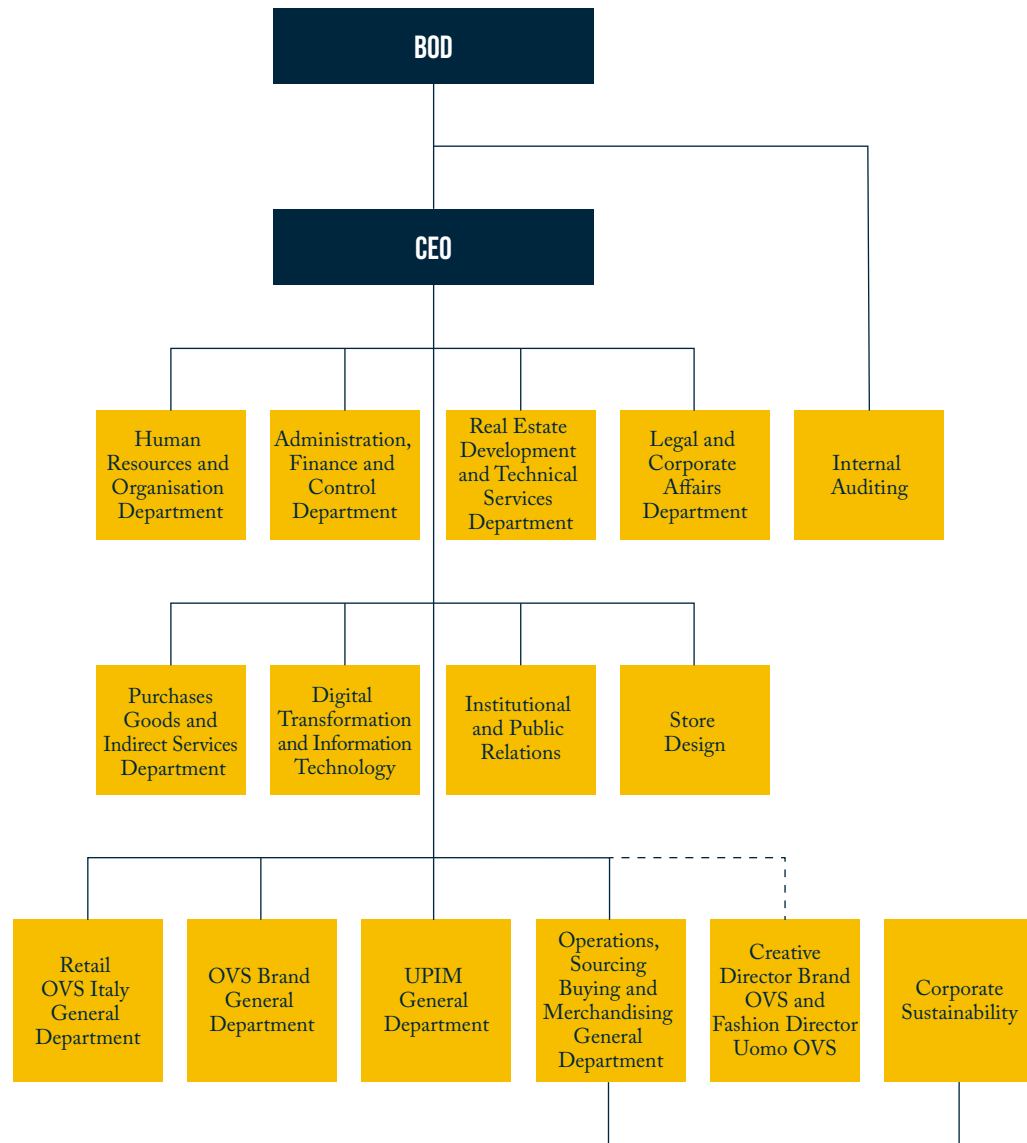 BOD
CEO
Human
Resources and
Organisation
Department
Administration,
Finance and
Control
Department
Real Estate
Development
and Technical
Services
Department
Legal and
Corporate
Affairs
Department
Internal
Auditing
Purchases
Goods and
Indirect Services
Department
Digital
Transformation
and Information
Technology
Institutional
and Public
Relations
Store
Design
Retail
OVS Italy
General
Department
OVS Brand
General
Department
UPIM
General
Department
Operations,
Sourcing
Buying and
Merchandising
General
Department
Creative
Director Brand
OVS and
Fashion Director
Uomo OVS
Corporate
Sustainability